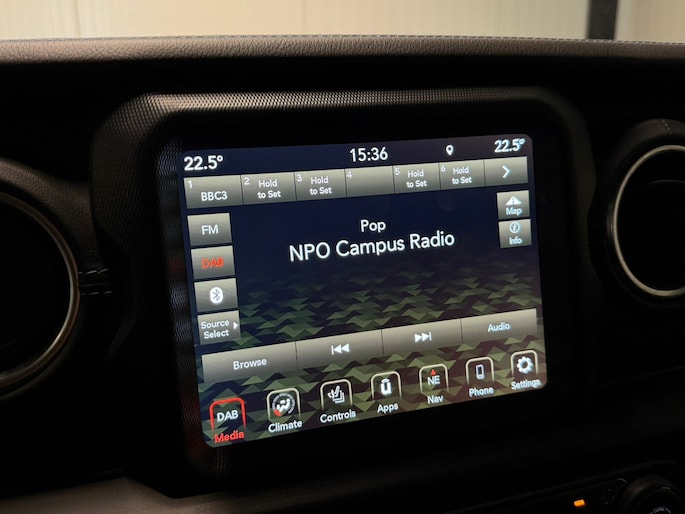 22.5° 15:36 22.5°
1 BBC3
2 Hold to Set
3 Hold to Set
4
5 Hold to Set
6 Hold to Set
FM
DAB
Source
Select
Pop
NPO Campus Radio
Map
Info
Browse
Audio
DAB
Media
Climate
Controls
Apps
NE
Nav
Phone
Settings